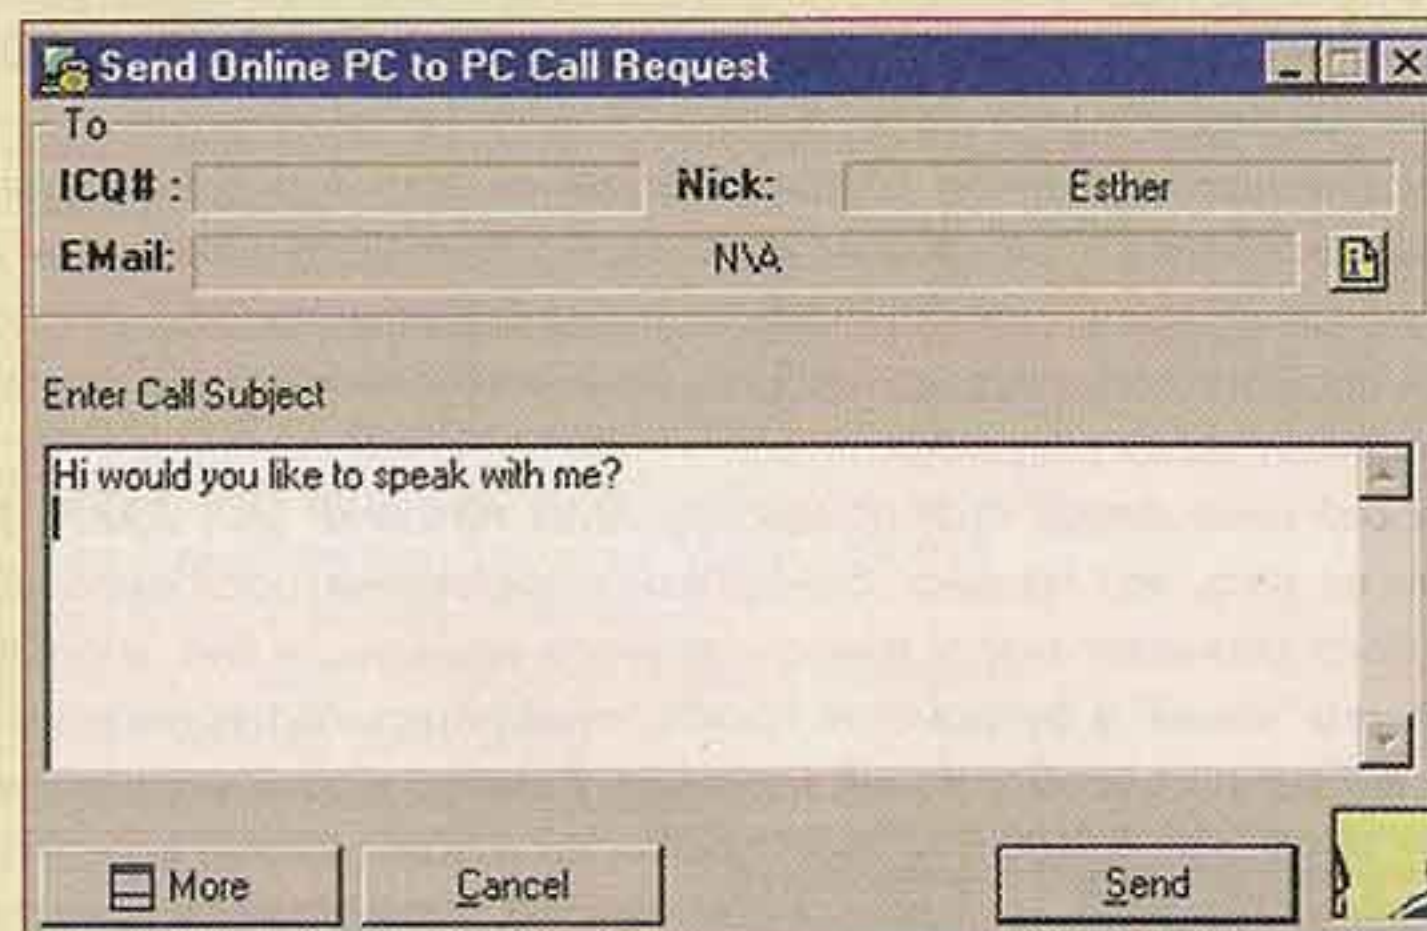 Send Online PC to PC Call Request
To
ICQ# : Nick: Esther
EMail: N\A
Enter Call Subject
Hi would you like to speak with me?
More Cancel Send